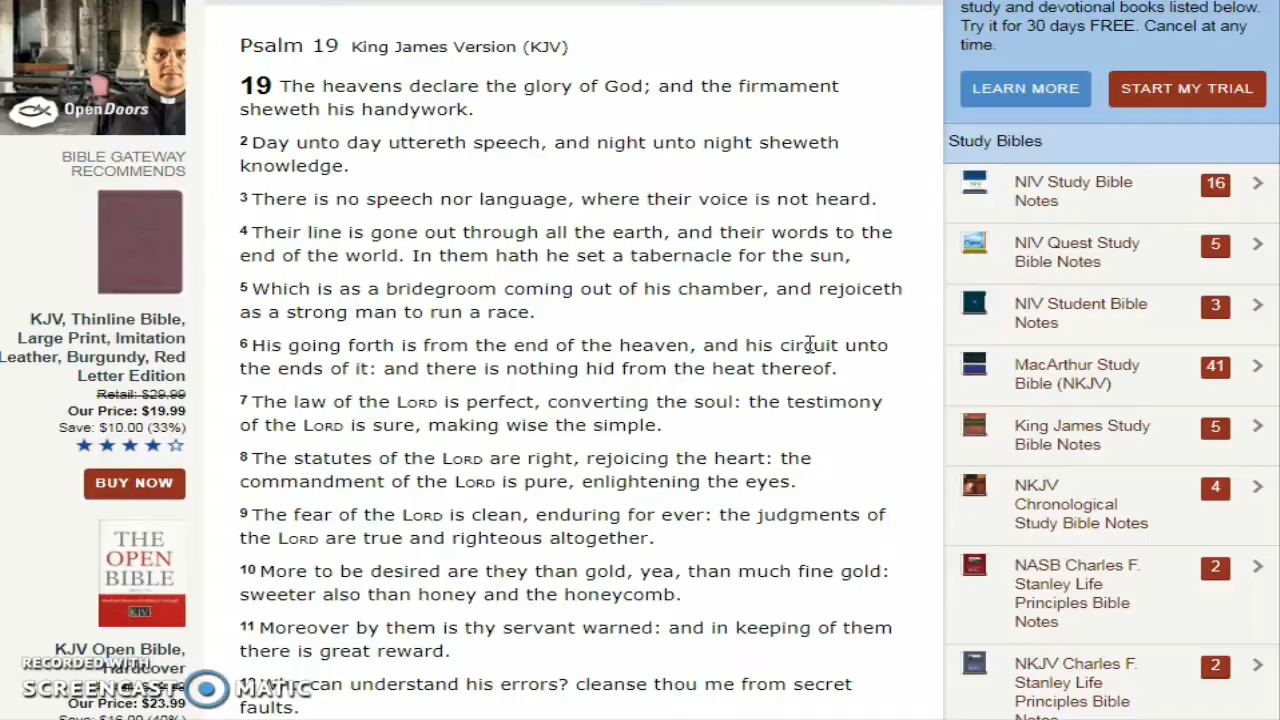 OpenDoors
BIBLE GATEWAY
RECOMMENDS
KJV, Thinline Bible,
Large Print, Imitation
Leather, Burgundy, Red
Letter Edition
Retail: $29.99
Our Price: $19.99
Save: $10.00 (33%)
BUY NOW
THE
OPEN
BIBLE
KJV
KJV Open Bible,
Hardcover
RECORDED WITH
SCREENCAST MATIC
Our Price: $23.99
Save: $16.00 (40%)
Psalm 19 King James Version (KJV)
19 The heavens declare the glory of God; and the firmament
sheweth his handywork.
2 Day unto day uttereth speech, and night unto night sheweth
knowledge.
3 There is no speech nor language, where their voice is not heard.
4 Their line is gone out through all the earth, and their words to the
end of the world. In them hath he set a tabernacle for the sun,
5 Which is as a bridegroom coming out of his chamber, and rejoiceth
as a strong man to run a race.
6 His going forth is from the end of the heaven, and his circuit unto
the ends of it: and there is nothing hid from the heat thereof.
7 The law of the LORD is perfect, converting the soul: the testimony
of the LORD is sure, making wise the simple.
8 The statutes of the LORD are right, rejoicing the heart: the
commandment of the LORD is pure, enlightening the eyes.
9 The fear of the LORD is clean, enduring for ever: the judgments of
the LORD are true and righteous altogether.
10 More to be desired are they than gold, yea, than much fine gold:
sweeter also than honey and the honeycomb.
11 Moreover by them is thy servant warned: and in keeping of them
there is great reward.
can understand his errors? cleanse thou me from secret
faults.
study and devotional books listed below.
Try it for 30 days FREE. Cancel at any
time.
LEARN MORE
START MY TRIAL
Study Bibles
NIV Study Bible 16
Notes
NIV Quest Study 5
Bible Notes
NIV Student Bible 3
Notes
MacArthur Study 41
Bible (NKJV)
King James Study 5
Bible Notes
NKJV 4
Chronological
Study Bible Notes
NASB Charles F. 2
Stanley Life
Principles Bible
Notes
NKJV Charles F. 2
Stanley Life
Principles Bible
Notes